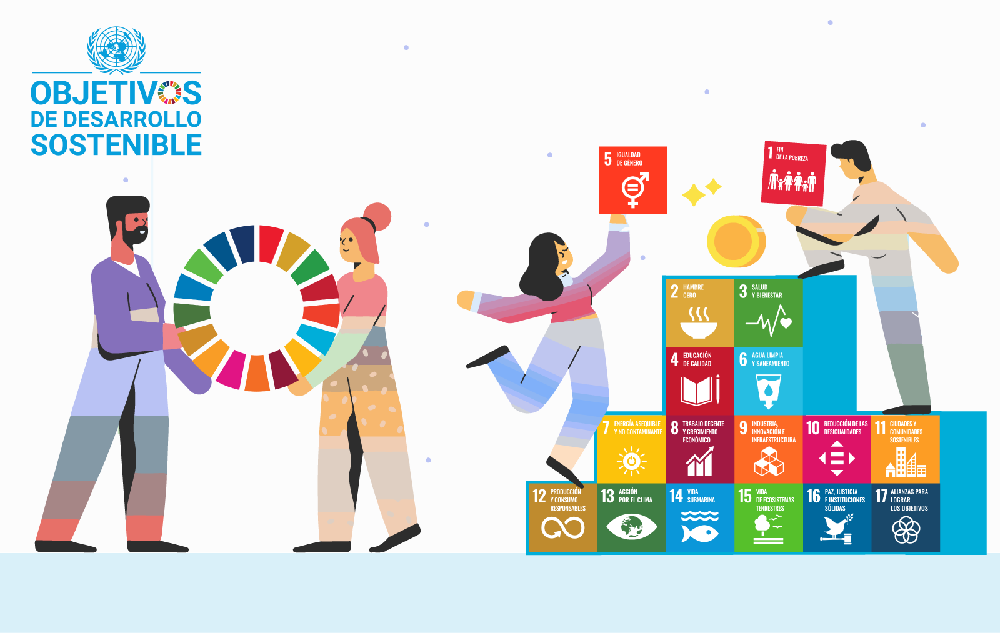 OBJETIVOS
DE DESARROLLO
SOSTENIBLE
5 IGUALDAD
DE GÉNERO
1 FIN
DE LA POBREZA
2 HAMBRE
CERO
3 SALUD
Y BIENESTAR
4 EDUCACIÓN
DE CALIDAD
6 AGUA LIMPIA
Y SANEAMIENTO
7 ENERGÍA ASEQUIBLE
Y NO CONTAMINANTE
8 TRABAJO DECENTE
Y CRECIMIENTO
ECONÓMICO
9 INDUSTRIA,
INNOVACIÓN E
INFRAESTRUCTURA
10 REDUCCIÓN DE LAS
DESIGUALDADES
11 CIUDADES Y
COMUNIDADES
SOSTENIBLES
12 PRODUCCIÓN
Y CONSUMO
RESPONSABLES
13 ACCIÓN
POR EL CLIMA
14 VIDA
SUBMARINA
15 VIDA
DE ECOSISTEMAS
TERRESTRES
16 PAZ, JUSTICIA
E INSTITUCIONES
SÓLIDAS
17 ALIANZAS PARA
LOGRAR
LOS OBJETIVOS